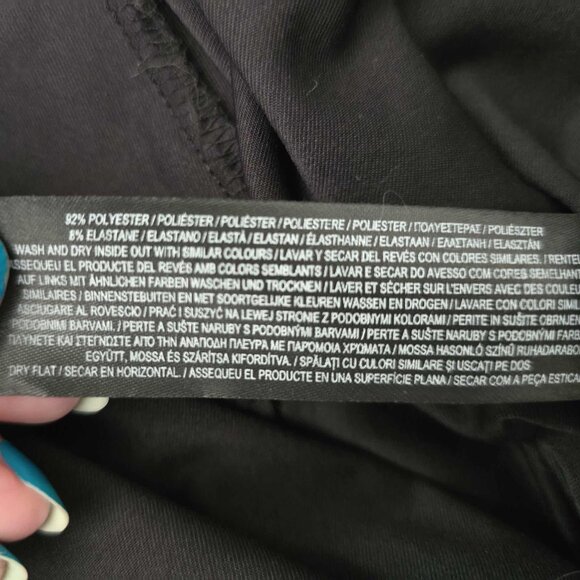 92% POLYESTER / POLIÉSTER / POLIÈSTER / POLIESTERE / POLIESTER / ΠΟΛΥΕΣΤΕΡΑΣ / POLIÉSZTER
8% ELASTANE / ELASTANO / ELASTÀ / ELASTAN / ÉLASTHANNE / ELASTAAN / ΕΛΑΣΤΑΝΗ / ELASZTÁN
WASH AND DRY INSIDE OUT WITH SIMILAR COLOURS / LAVAR Y SECAR DEL REVÉS CON COLORES SIMILARES. / RENTEU
ASSEQUEU EL PRODUCTE DEL REVÉS AMB COLORS SEMBLANTS / LAVAR E SECAR DO AVESSO COM CORES SEMELHAN
AUF LINKS MIT ÄHNLICHEN FARBEN WASCHEN UND TROCKNEN / LAVER ET SÉCHER SUR L'ENVERS AVEC DES COULEU
SIMILAIRES / BINNENSTEBUITEN EN MET SOORTGELIJKE KLEUREN WASSEN EN DROGEN / LAVARE CON COLORI SIMI
ASCIUGARE AL ROVESCIO / PRAĆ I SUSZYĆ NA LEWEJ STRONIE Z PODOBNYMI KOLORAMI / PERITE IN SUŠITE OBRNJEN
PODOBNIMI BARVAMI. / PERTE A SUŠTE NARUBY S PODOBNÝMI BARVAMI / PERTE A SUŠTE NARUBY S PODOBNÝMI FARB
ΠΛΥΝΕΤΕ ΚΑΙ ΣΤΕΓΝΩΣΤΕ ΑΠΟ ΤΗΝ ΑΝΑΠΟΔΗ ΠΛΕΥΡΑ ΜΕ ΠΑΡΟΜΟΙΑ ΧΡΩΜΑΤΑ / MOSSA HASONLÓ SZÍNŰ RUHADARABO
EGYÜTT, MOSSA ÉS SZÁRÍTSA KIFORDÍTVA. / SPĂLAȚI CU CULORI SIMILARE ȘI USCAȚI PE DOS
DRY FLAT / SECAR EN HORIZONTAL. / ASSEQUEU EL PRODUCTE EN UNA SUPERFÍCIE PLANA / SECAR COM A PEÇA ESTICA